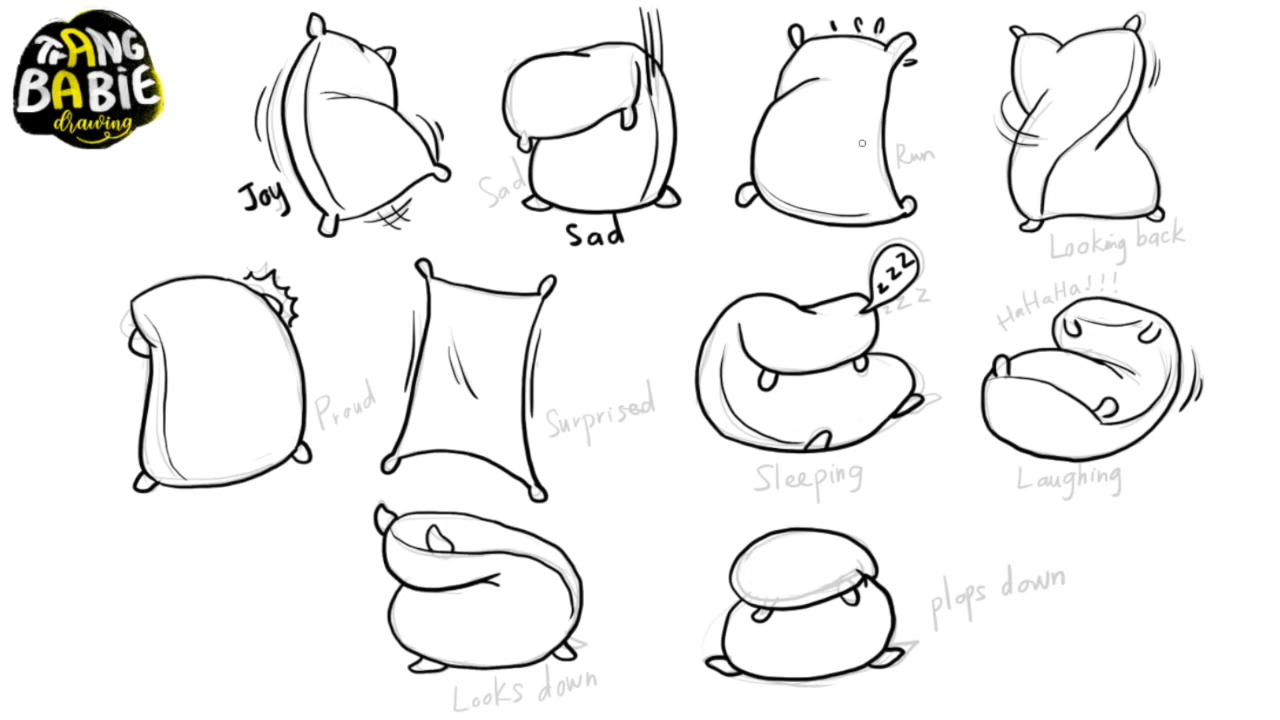 TrANG
BABiE
drawing
Joy
Sad
Sad
Run
Looking back
Proud
Surprised
zzz
zzz
Sleeping
HaHaHa!!!
Laughing
Looks down
plops down